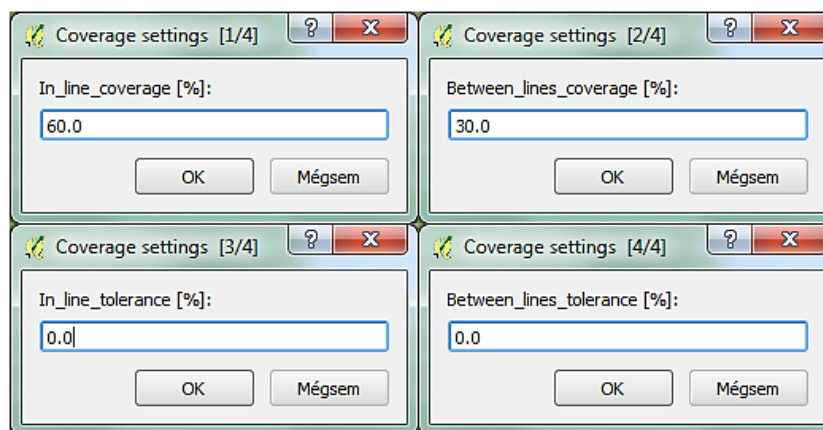 Coverage settings [1/4]
In_line_coverage [%]:
60.0
OK Mégsem
Coverage settings [2/4]
Between_lines_coverage [%]:
30.0
OK Mégsem
Coverage settings [3/4]
In_line_tolerance [%]:
0.0
OK Mégsem
Coverage settings [4/4]
Between_lines_tolerance [%]:
0.0
OK Mégsem